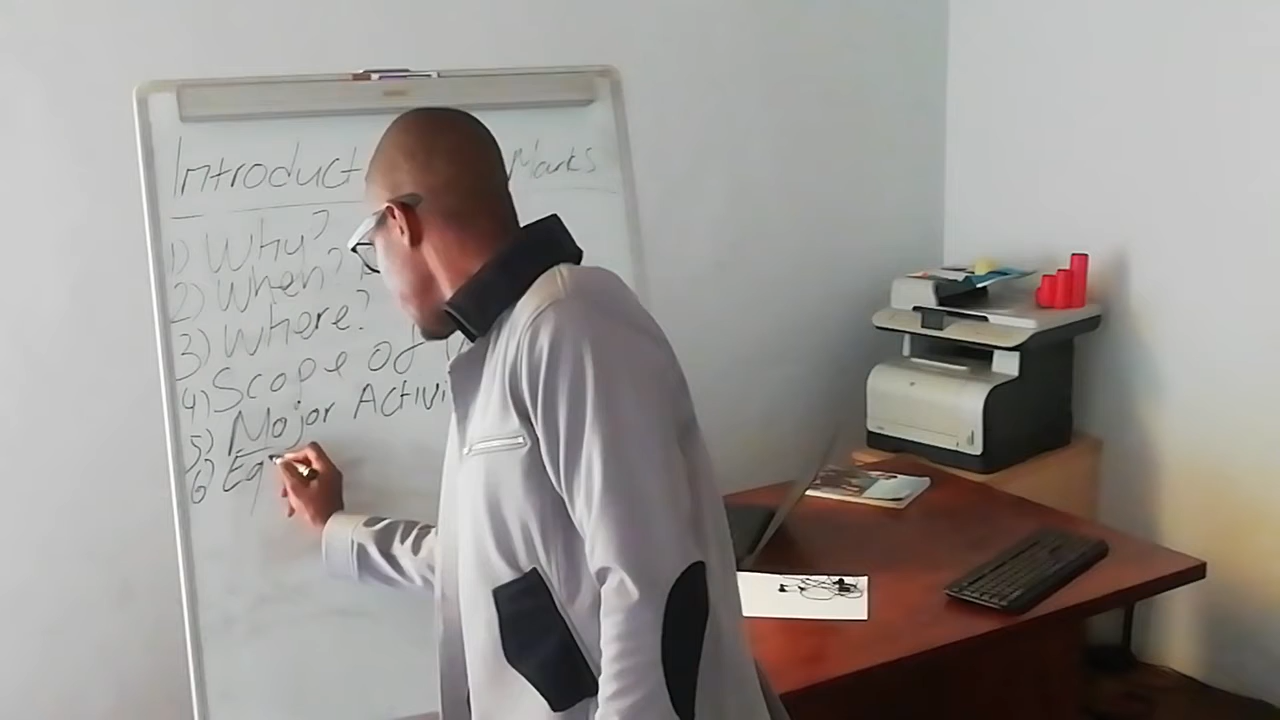 Introduct Marks
1) Why?
2) When?
3) Where?
4) Scope of
5) Major Activi
6) Eq